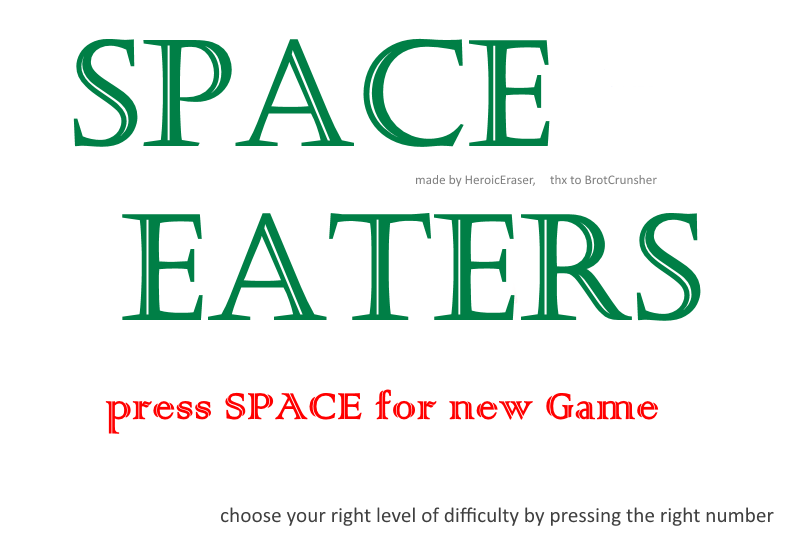 SPACE
made by HeroicEraser, thx to BrotCrunsher
EATERS
press SPACE for new Game
choose your right level of difficulty by pressing the right number